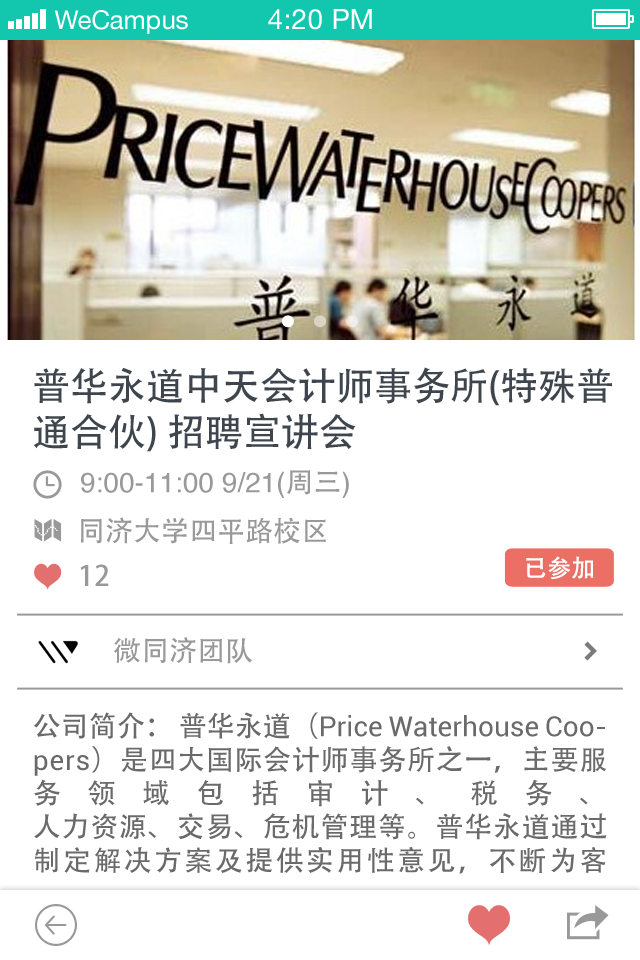 WeCampus 4:20 PM
PRICEWATERHOUSECOOPERS
普华永道
普华永道中天会计师事务所(特殊普
通合伙) 招聘宣讲会
9:00-11:00 9/21(周三)
同济大学四平路校区
12
已参加
微同济团队
公司简介： 普华永道（Price Waterhouse Coo-
pers）是四大国际会计师事务所之一，主要服
务领域包括审计、税务、
人力资源、交易、危机管理等。普华永道通过
制定解决方案及提供实用性意见，不断为客